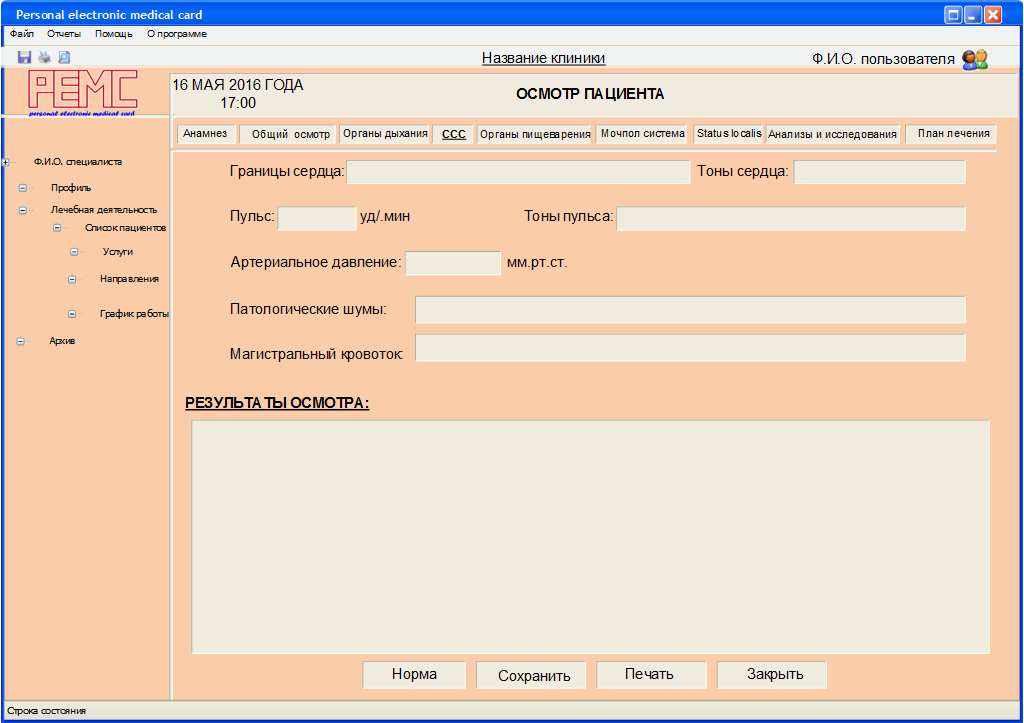 Personal electronic medical card
Файл Отчеты Помощь О программе
Название клиники
Ф.И.О. пользователя
PEMC
personal electronic medical card
16 МАЯ 2016 ГОДА
17:00
ОСМОТР ПАЦИЕНТА
Анамнез Общий осмотр Органы дыхания ССС Органы пищеварения Мочпол система Status localis Анализы и исследования План лечения
Ф.И.О. специалиста
Профиль
Лечебная деятельность
Список пациентов
Услуги
Направления
График работы
Архив
Границы сердца: Тоны сердца:
Пульс: уд/.мин Тоны пульса:
Артериальное давление: мм.рт.ст.
Патологические шумы:
Магистральный кровоток:
РЕЗУЛЬТАТЫ ОСМОТРА:
Норма Сохранить Печать Закрыть
Строка состояния